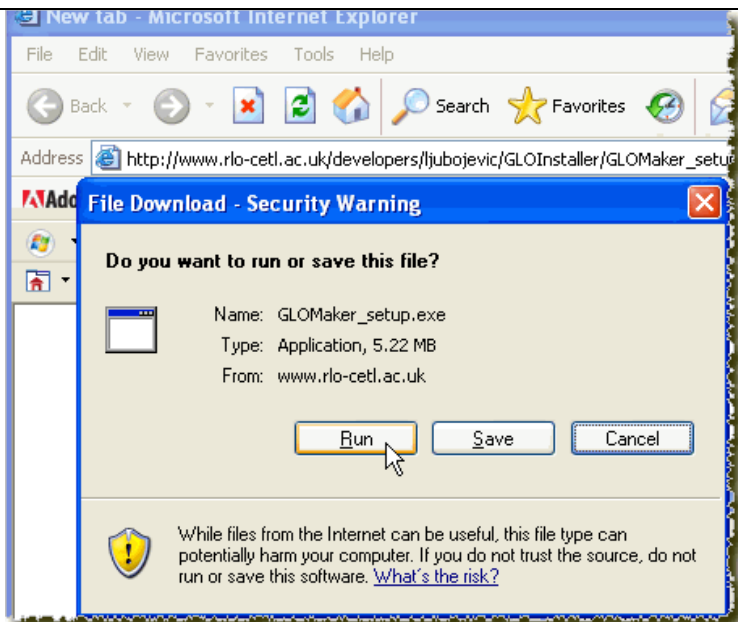 New tab - Microsoft Internet Explorer
File Edit View Favorites Tools Help
Back Search Favorites
Address http://www.rlo-cetl.ac.uk/developers/ljubojevic/GLOInstaller/GLOMaker_setu
Ado
File Download - Security Warning
Do you want to run or save this file?
Name: GLOMaker_setup.exe
Type: Application, 5.22 MB
From: www.rlo-cetl.ac.uk
Run Save Cancel
While files from the Internet can be useful, this file type can
potentially harm your computer. If you do not trust the source, do not
run or save this software. What's the risk?